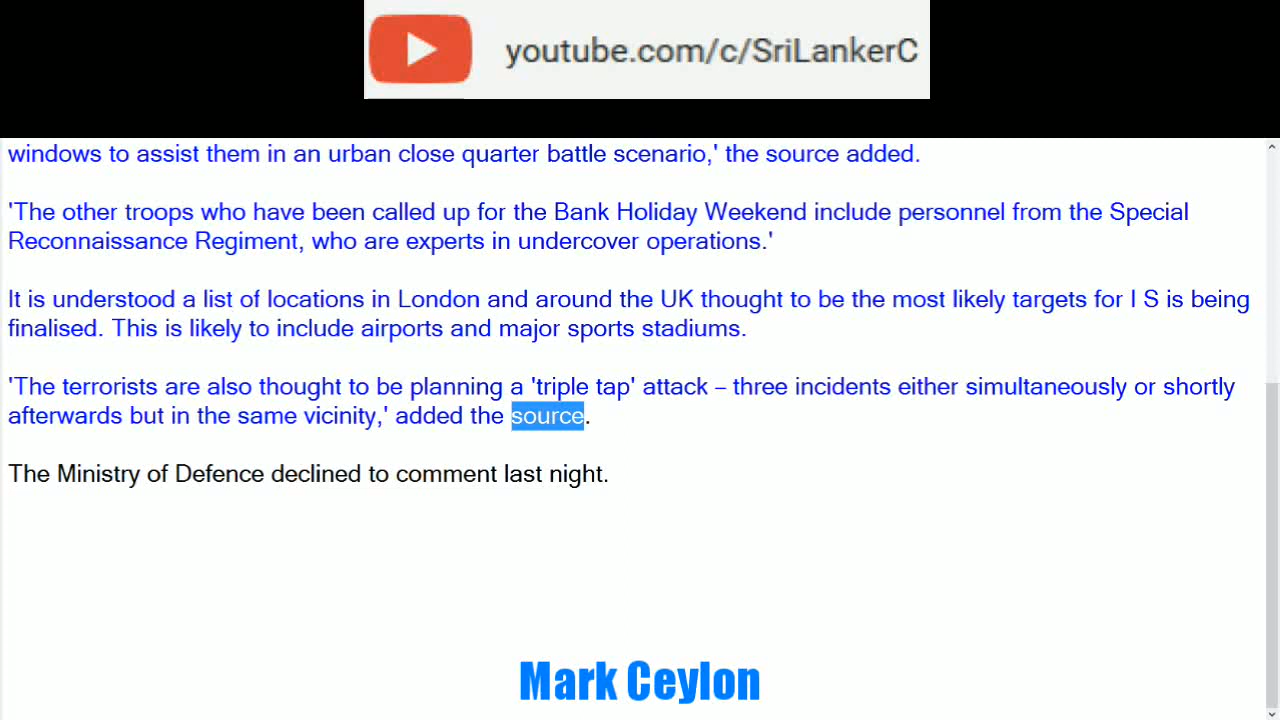 youtube.com/c/SriLankerC
windows to assist them in an urban close quarter battle scenario,' the source added.
'The other troops who have been called up for the Bank Holiday Weekend include personnel from the Special
Reconnaissance Regiment, who are experts in undercover operations.'
It is understood a list of locations in London and around the UK thought to be the most likely targets for I S is being
finalised. This is likely to include airports and major sports stadiums.
'The terrorists are also thought to be planning a 'triple tap' attack – three incidents either simultaneously or shortly
afterwards but in the same vicinity,' added the source.
The Ministry of Defence declined to comment last night.
Mark Ceylon